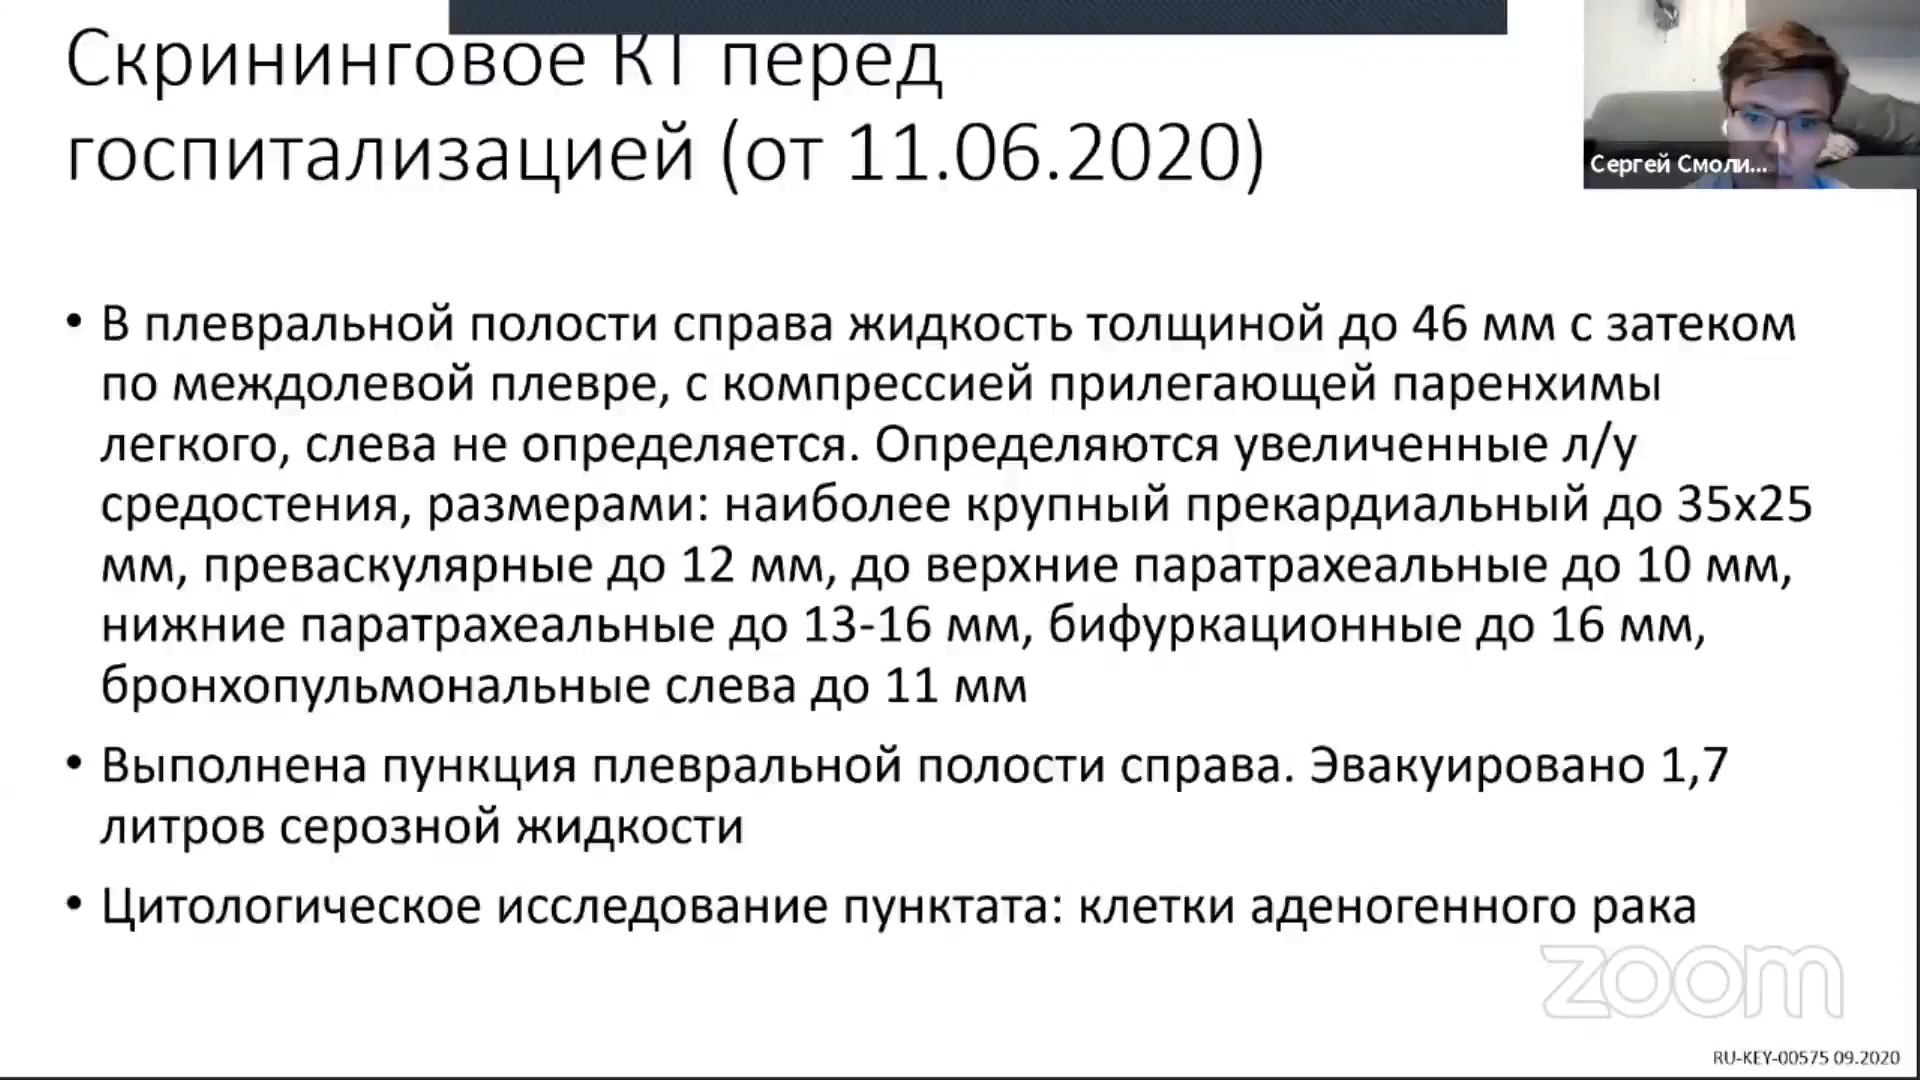 Скрининговое КТ перед
госпитализацией (от 11.06.2020)
Сергей Смоли...
• В плевральной полости справа жидкость толщиной до 46 мм с затеком
по междолевой плевре, с компрессией прилегающей паренхимы
легкого, слева не определяется. Определяются увеличенные л/у
средостения, размерами: наиболее крупный прекардиальный до 35х25
мм, преваскулярные до 12 мм, до верхние паратрахеальные до 10 мм,
нижние паратрахеальные до 13-16 мм, бифуркационные до 16 мм,
бронхопульмональные слева до 11 мм
• Выполнена пункция плевральной полости справа. Эвакуировано 1,7
литров серозной жидкости
• Цитологическое исследование пунктата: клетки аденогенного рака
zoom
RU-KEY-00575 09.2020